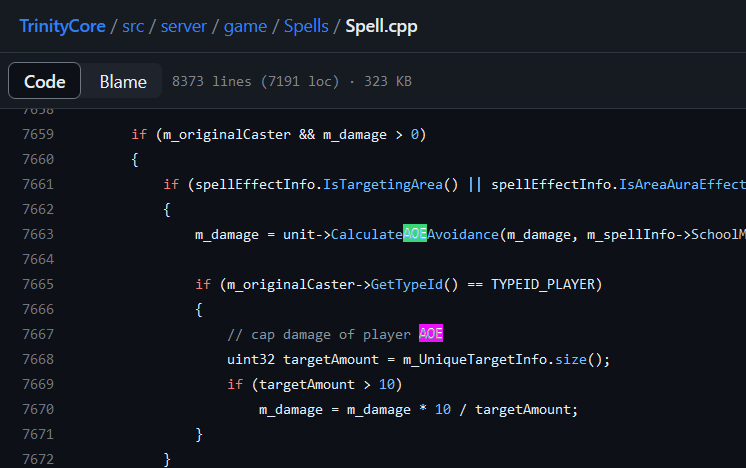 TrinityCore / src / server / game / Spells / Spell.cpp
Code Blame 8373 lines (7191 loc) · 323 KB
7658
7659 if (m_originalCaster && m_damage > 0)
7660 {
7661 if (spellEffectInfo.IsTargetingArea() || spellEffectInfo.IsAreaAuraEffect
7662 {
7663 m_damage = unit->CalculateAOEAvoidance(m_damage, m_spellInfo->SchoolM
7664
7665 if (m_originalCaster->GetTypeId() == TYPEID_PLAYER)
7666 {
7667 // cap damage of player AOE
7668 uint32 targetAmount = m_UniqueTargetInfo.size();
7669 if (targetAmount > 10)
7670 m_damage = m_damage * 10 / targetAmount;
7671 }
7672 }